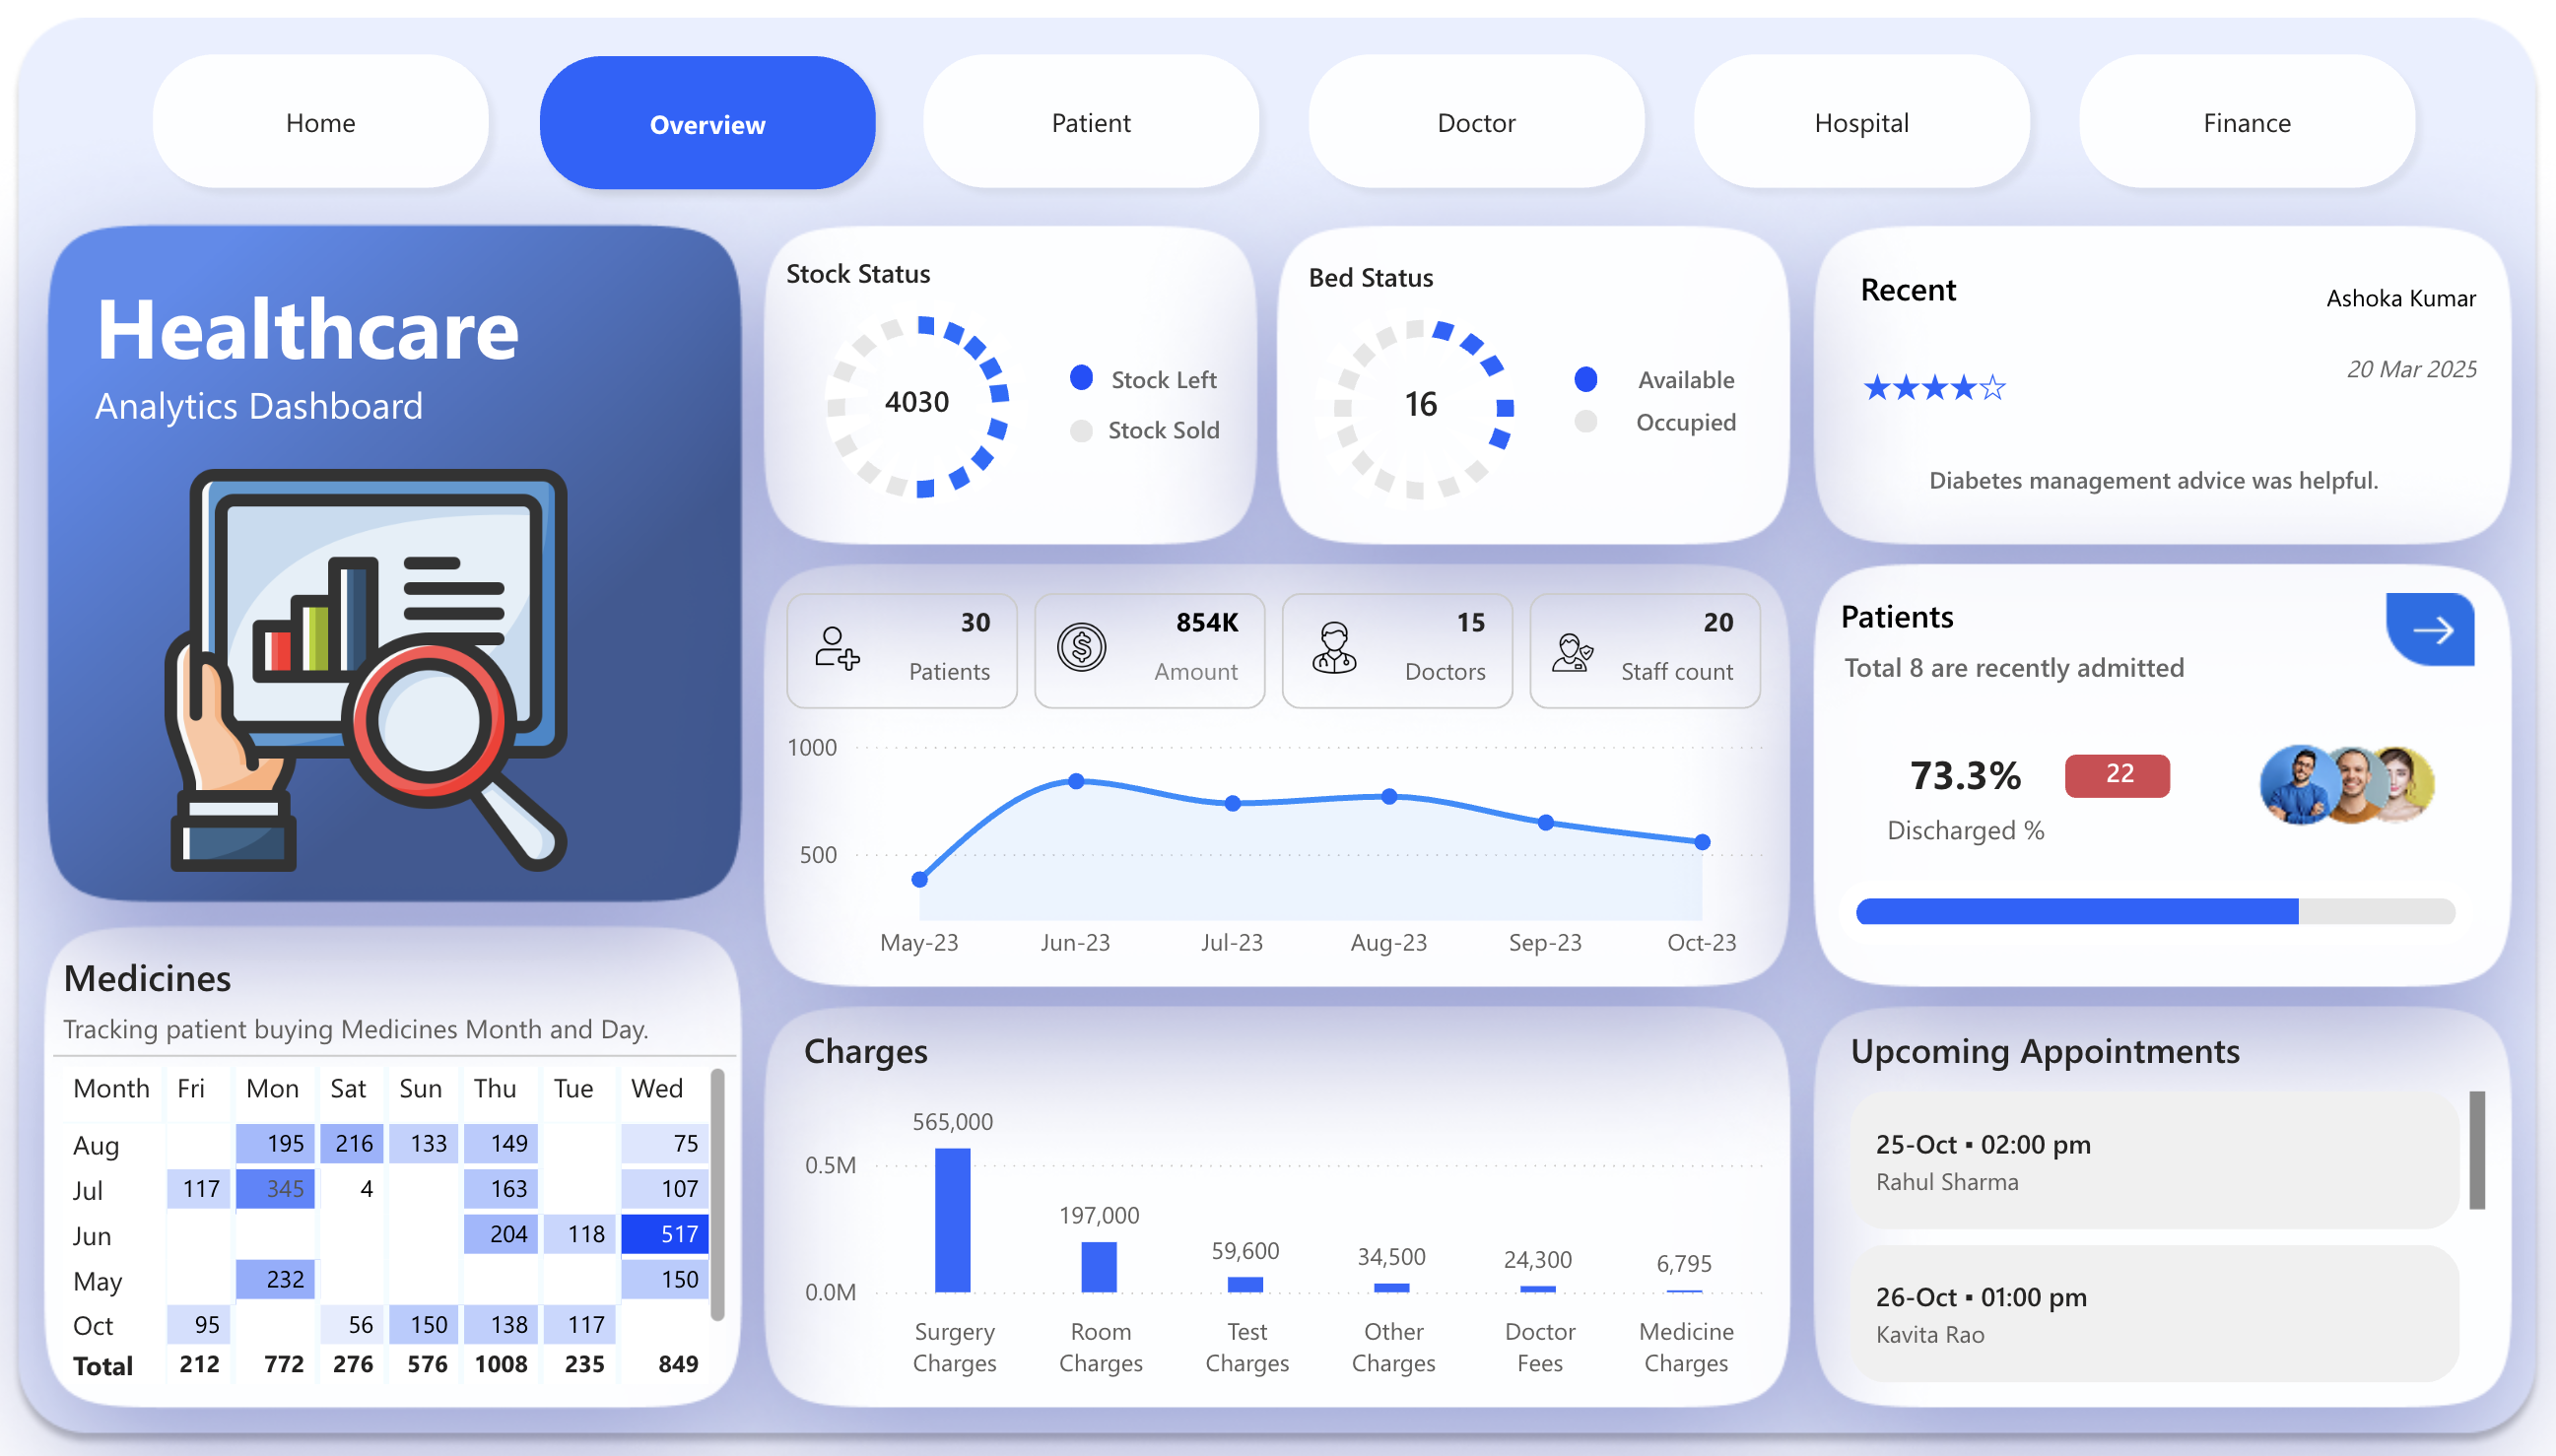 Home
Overview
Patient
Doctor
Hospital
Finance
Healthcare
Analytics Dashboard
Stock Status
4030
Stock Left
Stock Sold
Bed Status
16
Available
Occupied
Recent
Ashoka Kumar
20 Mar 2025
★★★★☆
Diabetes management advice was helpful.
30
Patients
854K
Amount
15
Doctors
20
Staff count
1000
500
May-23 Jun-23 Jul-23 Aug-23 Sep-23 Oct-23
Patients
Total 8 are recently admitted
73.3%
22
Discharged %
Medicines
Tracking patient buying Medicines Month and Day.
Month Fri Mon Sat Sun Thu Tue Wed
Aug 195 216 133 149 75
Jul 117 345 4 163 107
Jun 204 118 517
May 232 150
Oct 95 56 150 138 117
Total 212 772 276 576 1008 235 849
Charges
0.5M
0.0M
565,000
197,000
59,600
34,500
24,300
6,795
Surgery Charges
Room Charges
Test Charges
Other Charges
Doctor Fees
Medicine Charges
Upcoming Appointments
25-Oct ▪ 02:00 pm
Rahul Sharma
26-Oct ▪ 01:00 pm
Kavita Rao